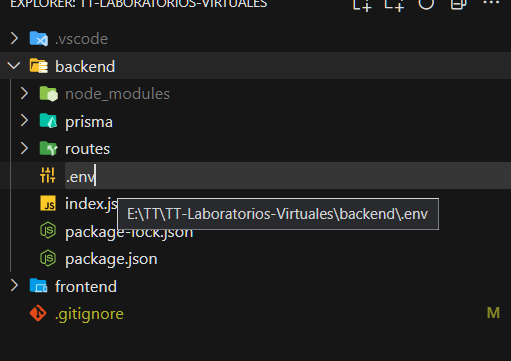 EXPLORER: TT-LABORATORIOS-VIRTUALES
.vscode
backend
node_modules
prisma
routes
.env
JS index.js
E:\TT\TT-Laboratorios-Virtuales\backend\.env
package-lock.json
package.json
frontend
.gitignore M